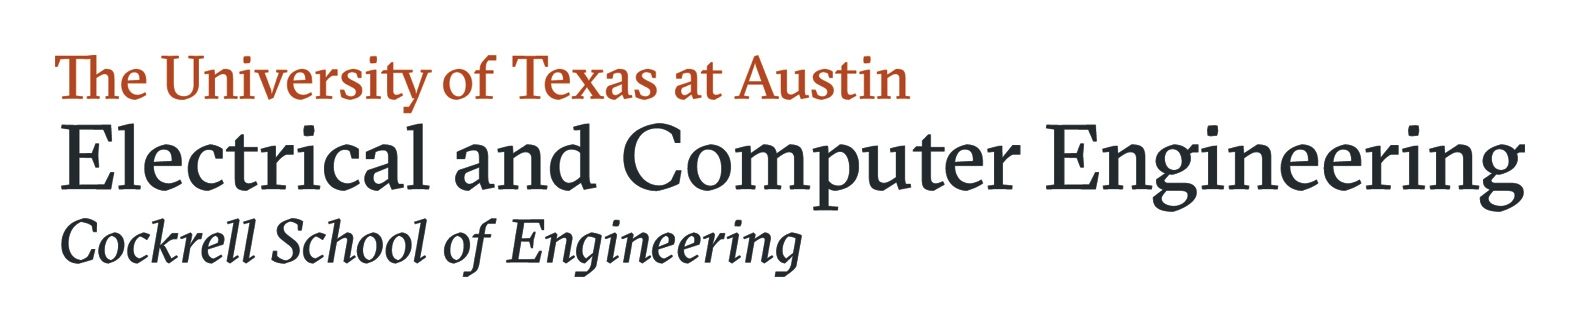 The University of Texas at Austin
Electrical and Computer Engineering
Cockrell School of Engineering